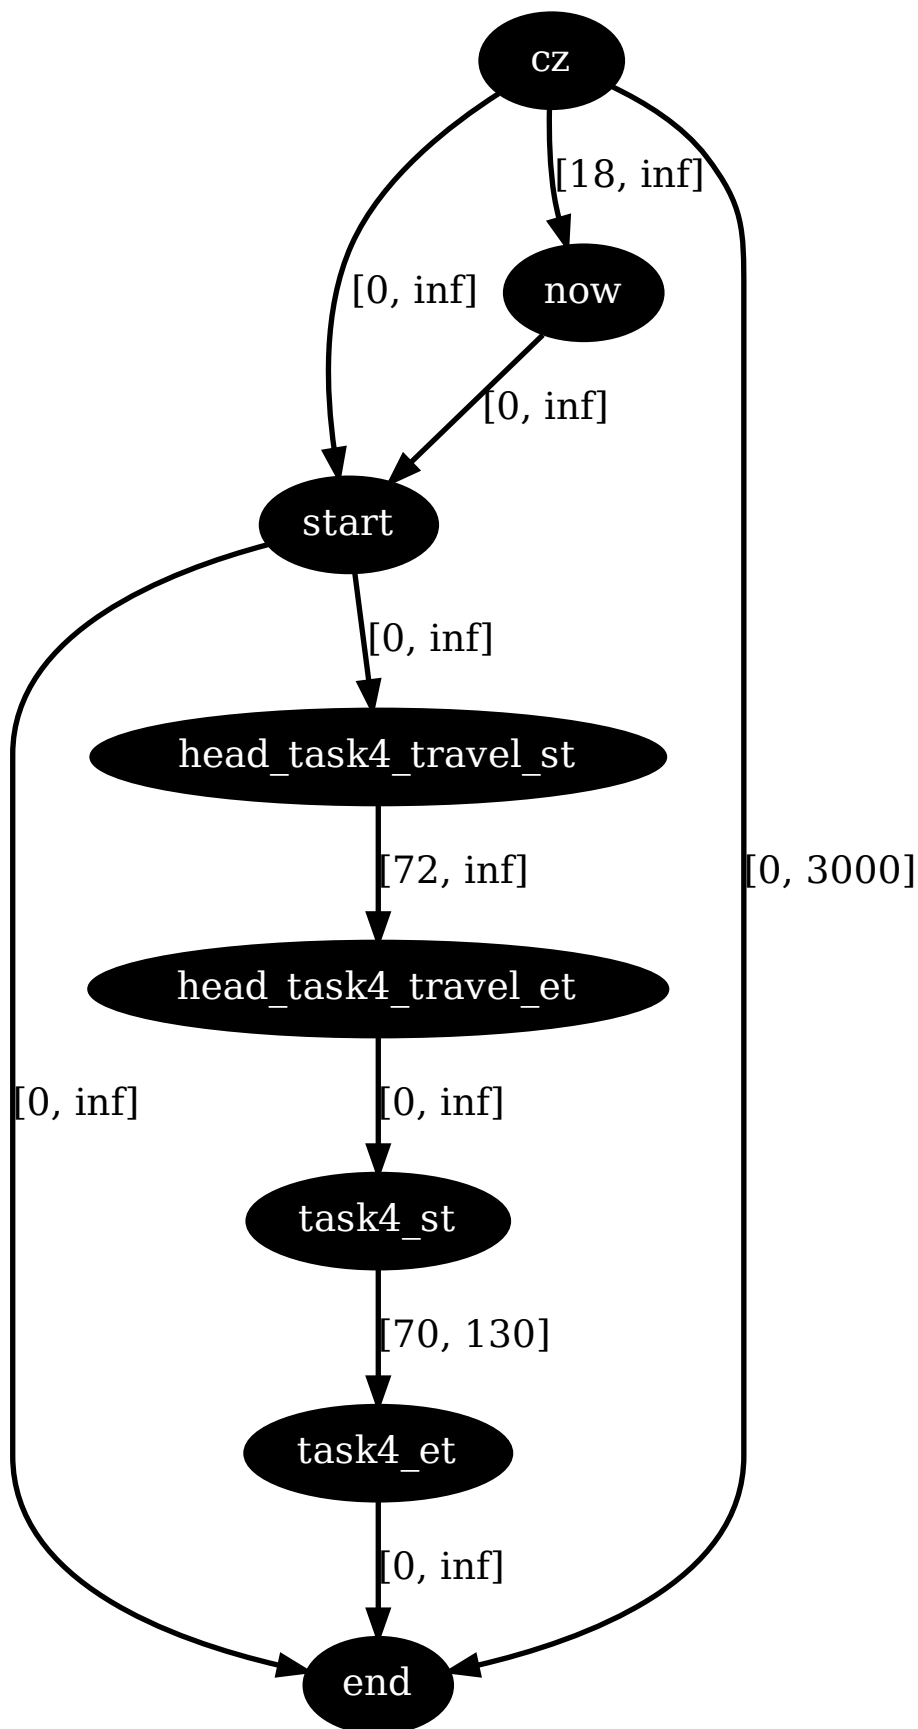 cz
[18, inf]
[0, inf]
now
[0, inf]
start
[0, inf]
head_task4_travel_st
[72, inf]
[0, 3000]
head_task4_travel_et
[0, inf]
[0, inf]
task4_st
[70, 130]
task4_et
[0, inf]
end